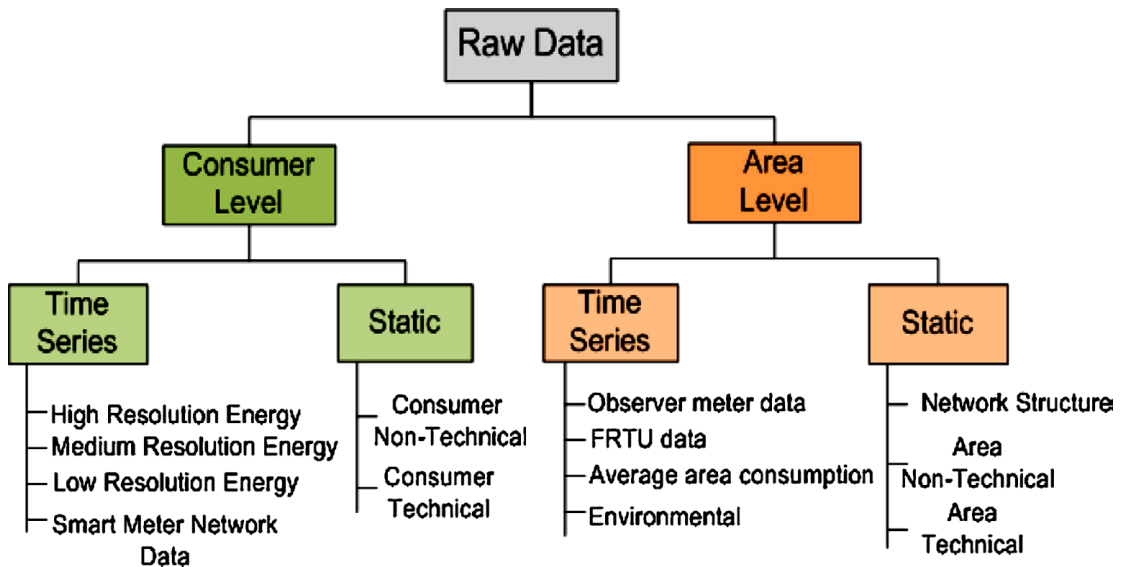 Raw Data
Consumer
Level
Area
Level
Time
Series
High Resolution Energy
Medium Resolution Energy
Low Resolution Energy
Smart Meter Network
Data
Static
Consumer
Non-Technical
Consumer
Technical
Time
Series
Observer meter data
FRTU data
Average area consumption
Environmental
Static
Network Structure
Area
Non-Technical
Area
Technical